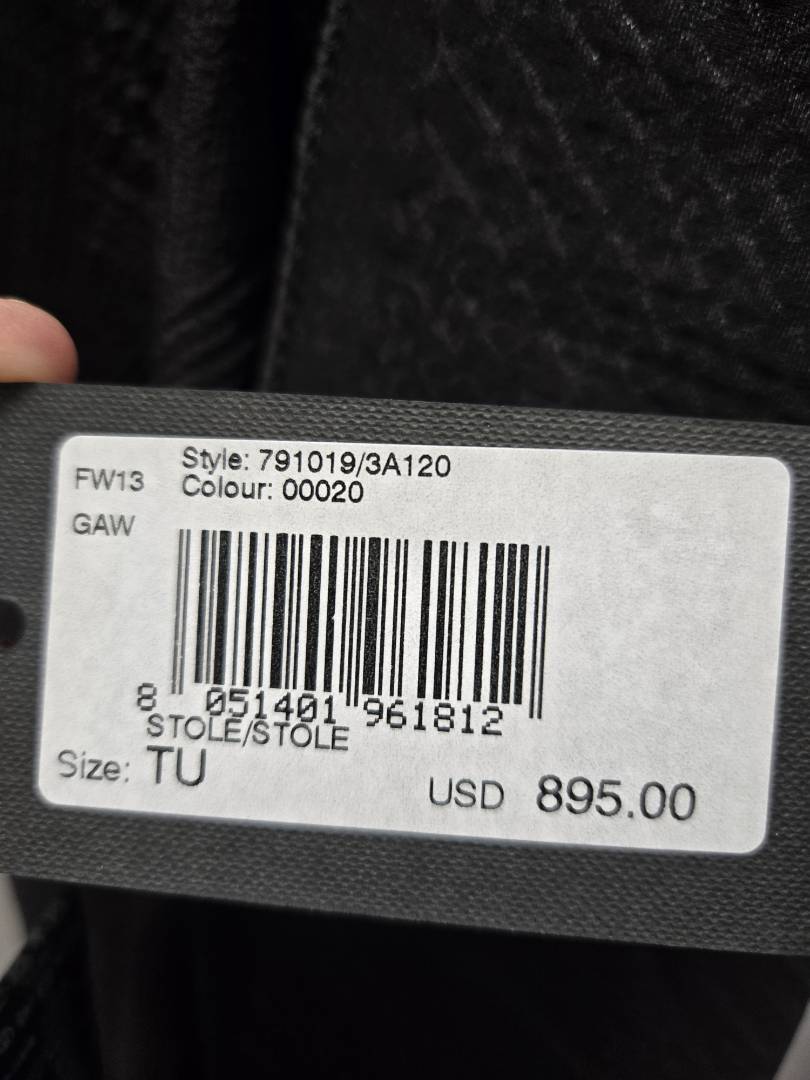 FW13
Style: 791019/3A120
Colour: 00020
GAW
8 051401 961812
STOLE/STOLE
Size: TU
USD 895.00